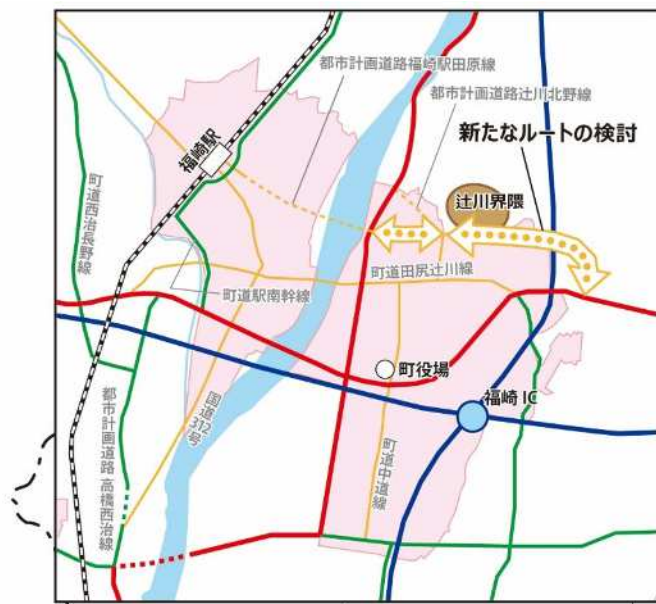 都市計画道路福崎駅田原線
都市計画道路辻川北野線
新たなルートの検討
福崎駅
辻川界隈
町道西治長野線
町道田尻辻川線
町道駅南幹線
町役場
福崎 IC
国道312号
都市計画道路 高橋西治線
町道中道線